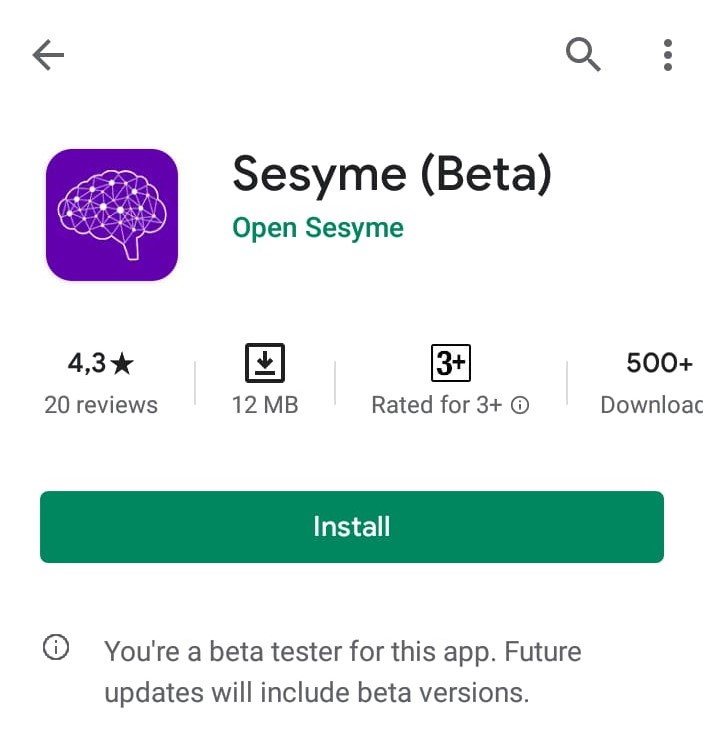 Sesyme (Beta)
Open Sesyme
4,3★
20 reviews
12 MB
3+
Rated for 3+
500+
Downloac
Install
You're a beta tester for this app. Future
updates will include beta versions.